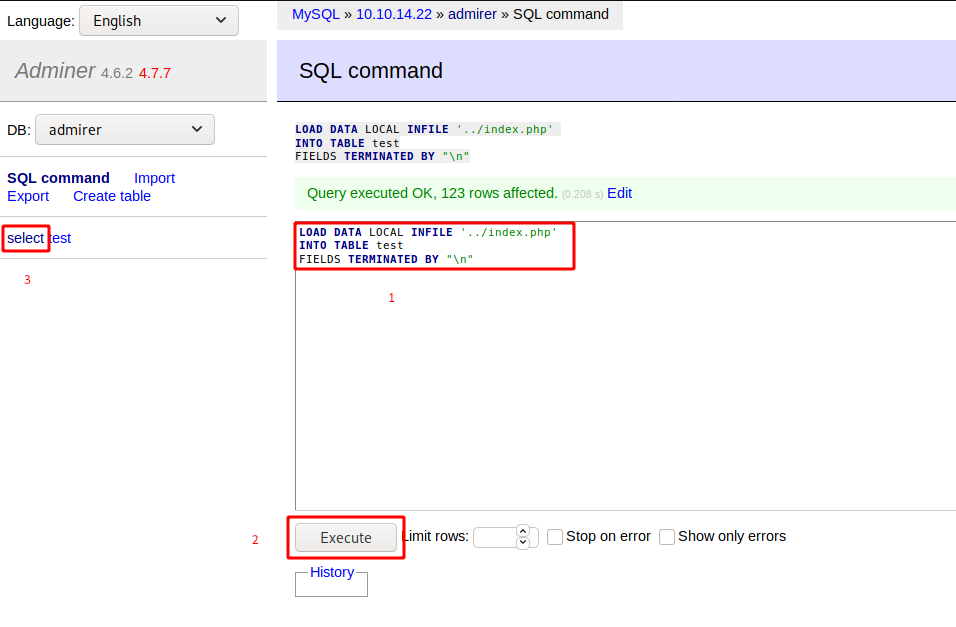 Language: English
MySQL » 10.10.14.22 » admirer » SQL command
Adminer 4.6.2 4.7.7
SQL command
DB: admirer
SQL command Import
Export Create table
select test
3
LOAD DATA LOCAL INFILE '../index.php'
INTO TABLE test
FIELDS TERMINATED BY "\n"
Query executed OK, 123 rows affected. (0.208 s) Edit
LOAD DATA LOCAL INFILE '../index.php'
INTO TABLE test
FIELDS TERMINATED BY "\n"
1
2
Execute Limit rows: Stop on error Show only errors
History